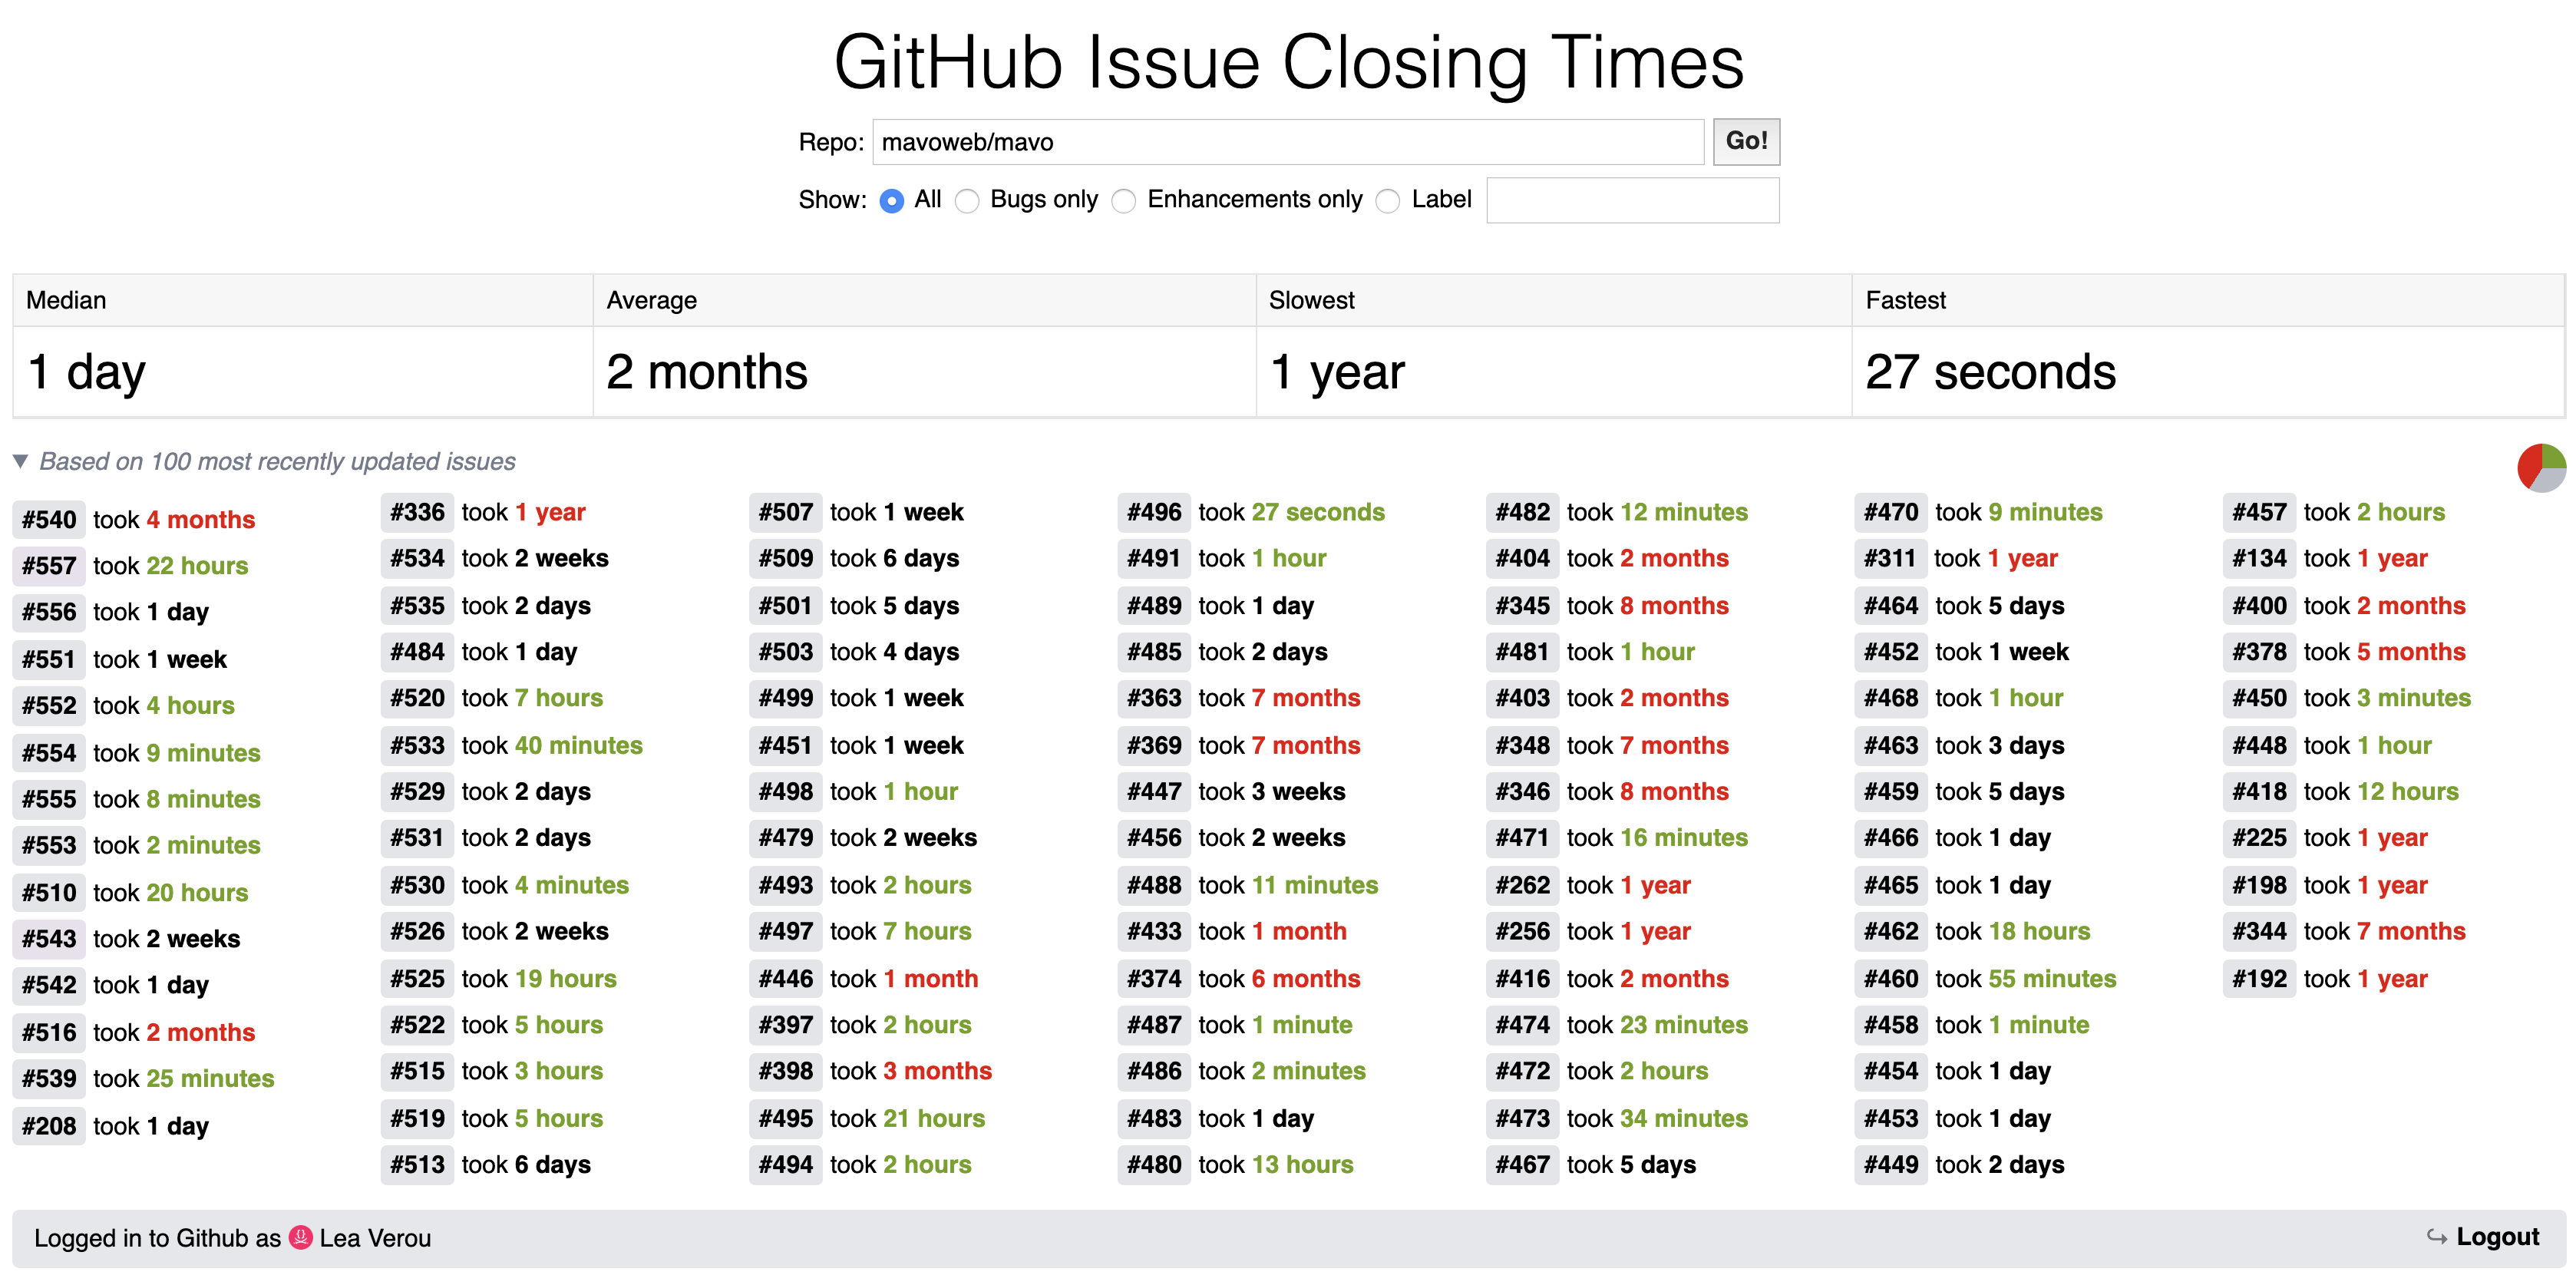 GitHub Issue Closing Times
Repo: mavoweb/mavo Go!
Show: All Bugs only Enhancements only Label
Median Average Slowest Fastest
1 day 2 months 1 year 27 seconds
▼ Based on 100 most recently updated issues
#540 took 4 months
#557 took 22 hours
#556 took 1 day
#551 took 1 week
#552 took 4 hours
#554 took 9 minutes
#555 took 8 minutes
#553 took 2 minutes
#510 took 20 hours
#543 took 2 weeks
#542 took 1 day
#516 took 2 months
#539 took 25 minutes
#208 took 1 day
#336 took 1 year
#534 took 2 weeks
#535 took 2 days
#484 took 1 day
#520 took 7 hours
#533 took 40 minutes
#529 took 2 days
#531 took 2 days
#530 took 4 minutes
#526 took 2 weeks
#525 took 19 hours
#522 took 5 hours
#515 took 3 hours
#519 took 5 hours
#513 took 6 days
#507 took 1 week
#509 took 6 days
#501 took 5 days
#503 took 4 days
#499 took 1 week
#451 took 1 week
#498 took 1 hour
#479 took 2 weeks
#493 took 2 hours
#497 took 7 hours
#446 took 1 month
#397 took 2 hours
#398 took 3 months
#495 took 21 hours
#494 took 2 hours
#496 took 27 seconds
#491 took 1 hour
#489 took 1 day
#485 took 2 days
#363 took 7 months
#369 took 7 months
#447 took 3 weeks
#456 took 2 weeks
#488 took 11 minutes
#433 took 1 month
#374 took 6 months
#487 took 1 minute
#486 took 2 minutes
#483 took 1 day
#480 took 13 hours
#482 took 12 minutes
#404 took 2 months
#345 took 8 months
#481 took 1 hour
#403 took 2 months
#348 took 7 months
#346 took 8 months
#471 took 16 minutes
#262 took 1 year
#256 took 1 year
#416 took 2 months
#474 took 23 minutes
#472 took 2 hours
#473 took 34 minutes
#467 took 5 days
#470 took 9 minutes
#311 took 1 year
#464 took 5 days
#452 took 1 week
#468 took 1 hour
#463 took 3 days
#459 took 5 days
#466 took 1 day
#465 took 1 day
#462 took 18 hours
#460 took 55 minutes
#458 took 1 minute
#454 took 1 day
#453 took 1 day
#449 took 2 days
#457 took 2 hours
#134 took 1 year
#400 took 2 months
#378 took 5 months
#450 took 3 minutes
#448 took 1 hour
#418 took 12 hours
#225 took 1 year
#198 took 1 year
#344 took 7 months
#192 took 1 year
Logged in to Github as Lea Verou
↪ Logout